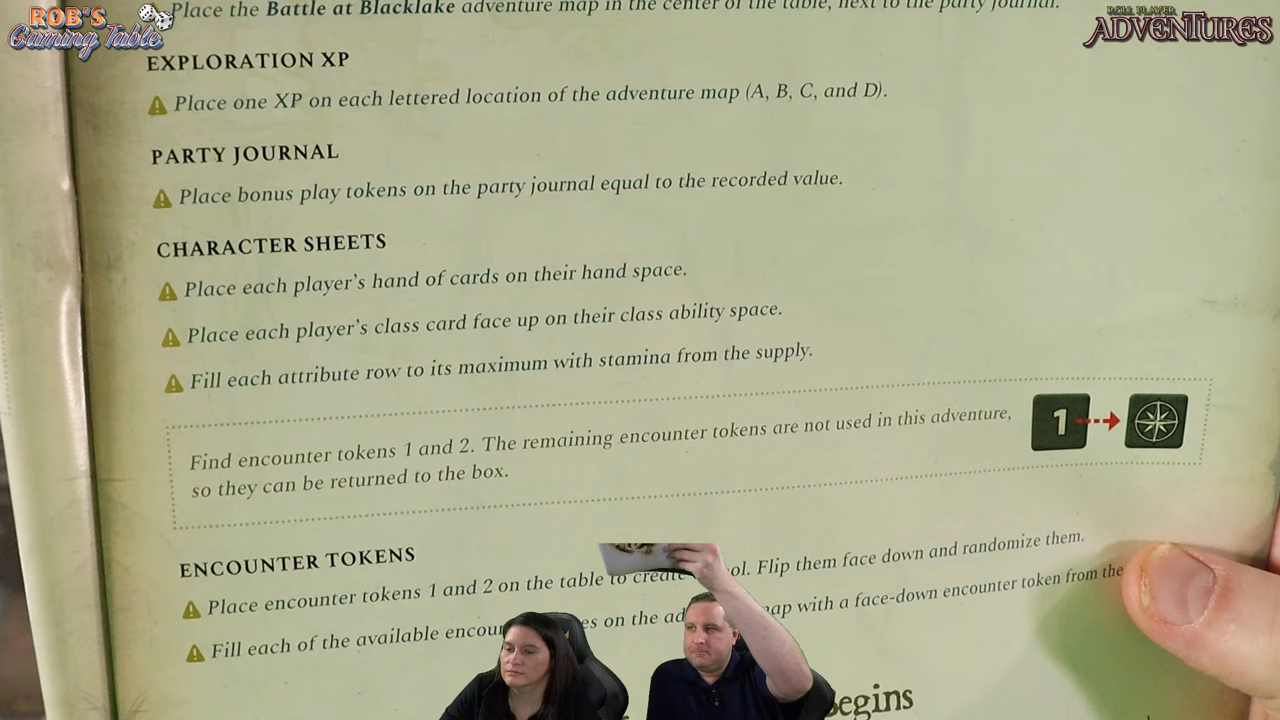 ROB'S
Gaming Table
ROLE PLAYER
ADVENTURES
Place the Battle at Blacklake adventure map in the center of the table, next to the party journal.
EXPLORATION XP
Place one XP on each lettered location of the adventure map (A, B, C, and D).
PARTY JOURNAL
Place bonus play tokens on the party journal equal to the recorded value.
CHARACTER SHEETS
Place each player's hand of cards on their hand space.
Place each player's class card face up on their class ability space.
Fill each attribute row to its maximum with stamina from the supply.
Find encounter tokens 1 and 2. The remaining encounter tokens are not used in this adventure,
so they can be returned to the box.
1
ENCOUNTER TOKENS
Place encounter tokens 1 and 2 on the table to create ol. Flip them face down and randomize them.
Fill each of the available encoun es on the ad map with a face-down encounter token from the
Begins